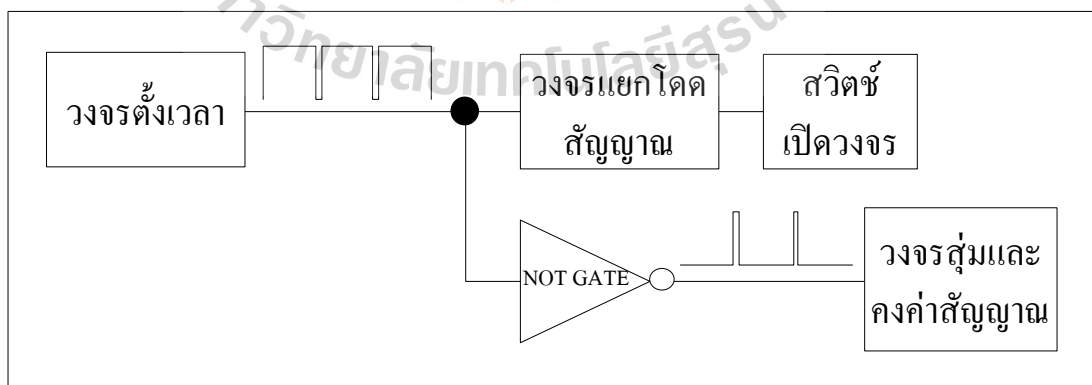 วงจรตั้งเวลา
วงจรแยกโดด
สัญญาณ
สวิตช์
เปิดวงจร
NOT GATE
วงจรสุ่มและ
คงค่าสัญญาณ